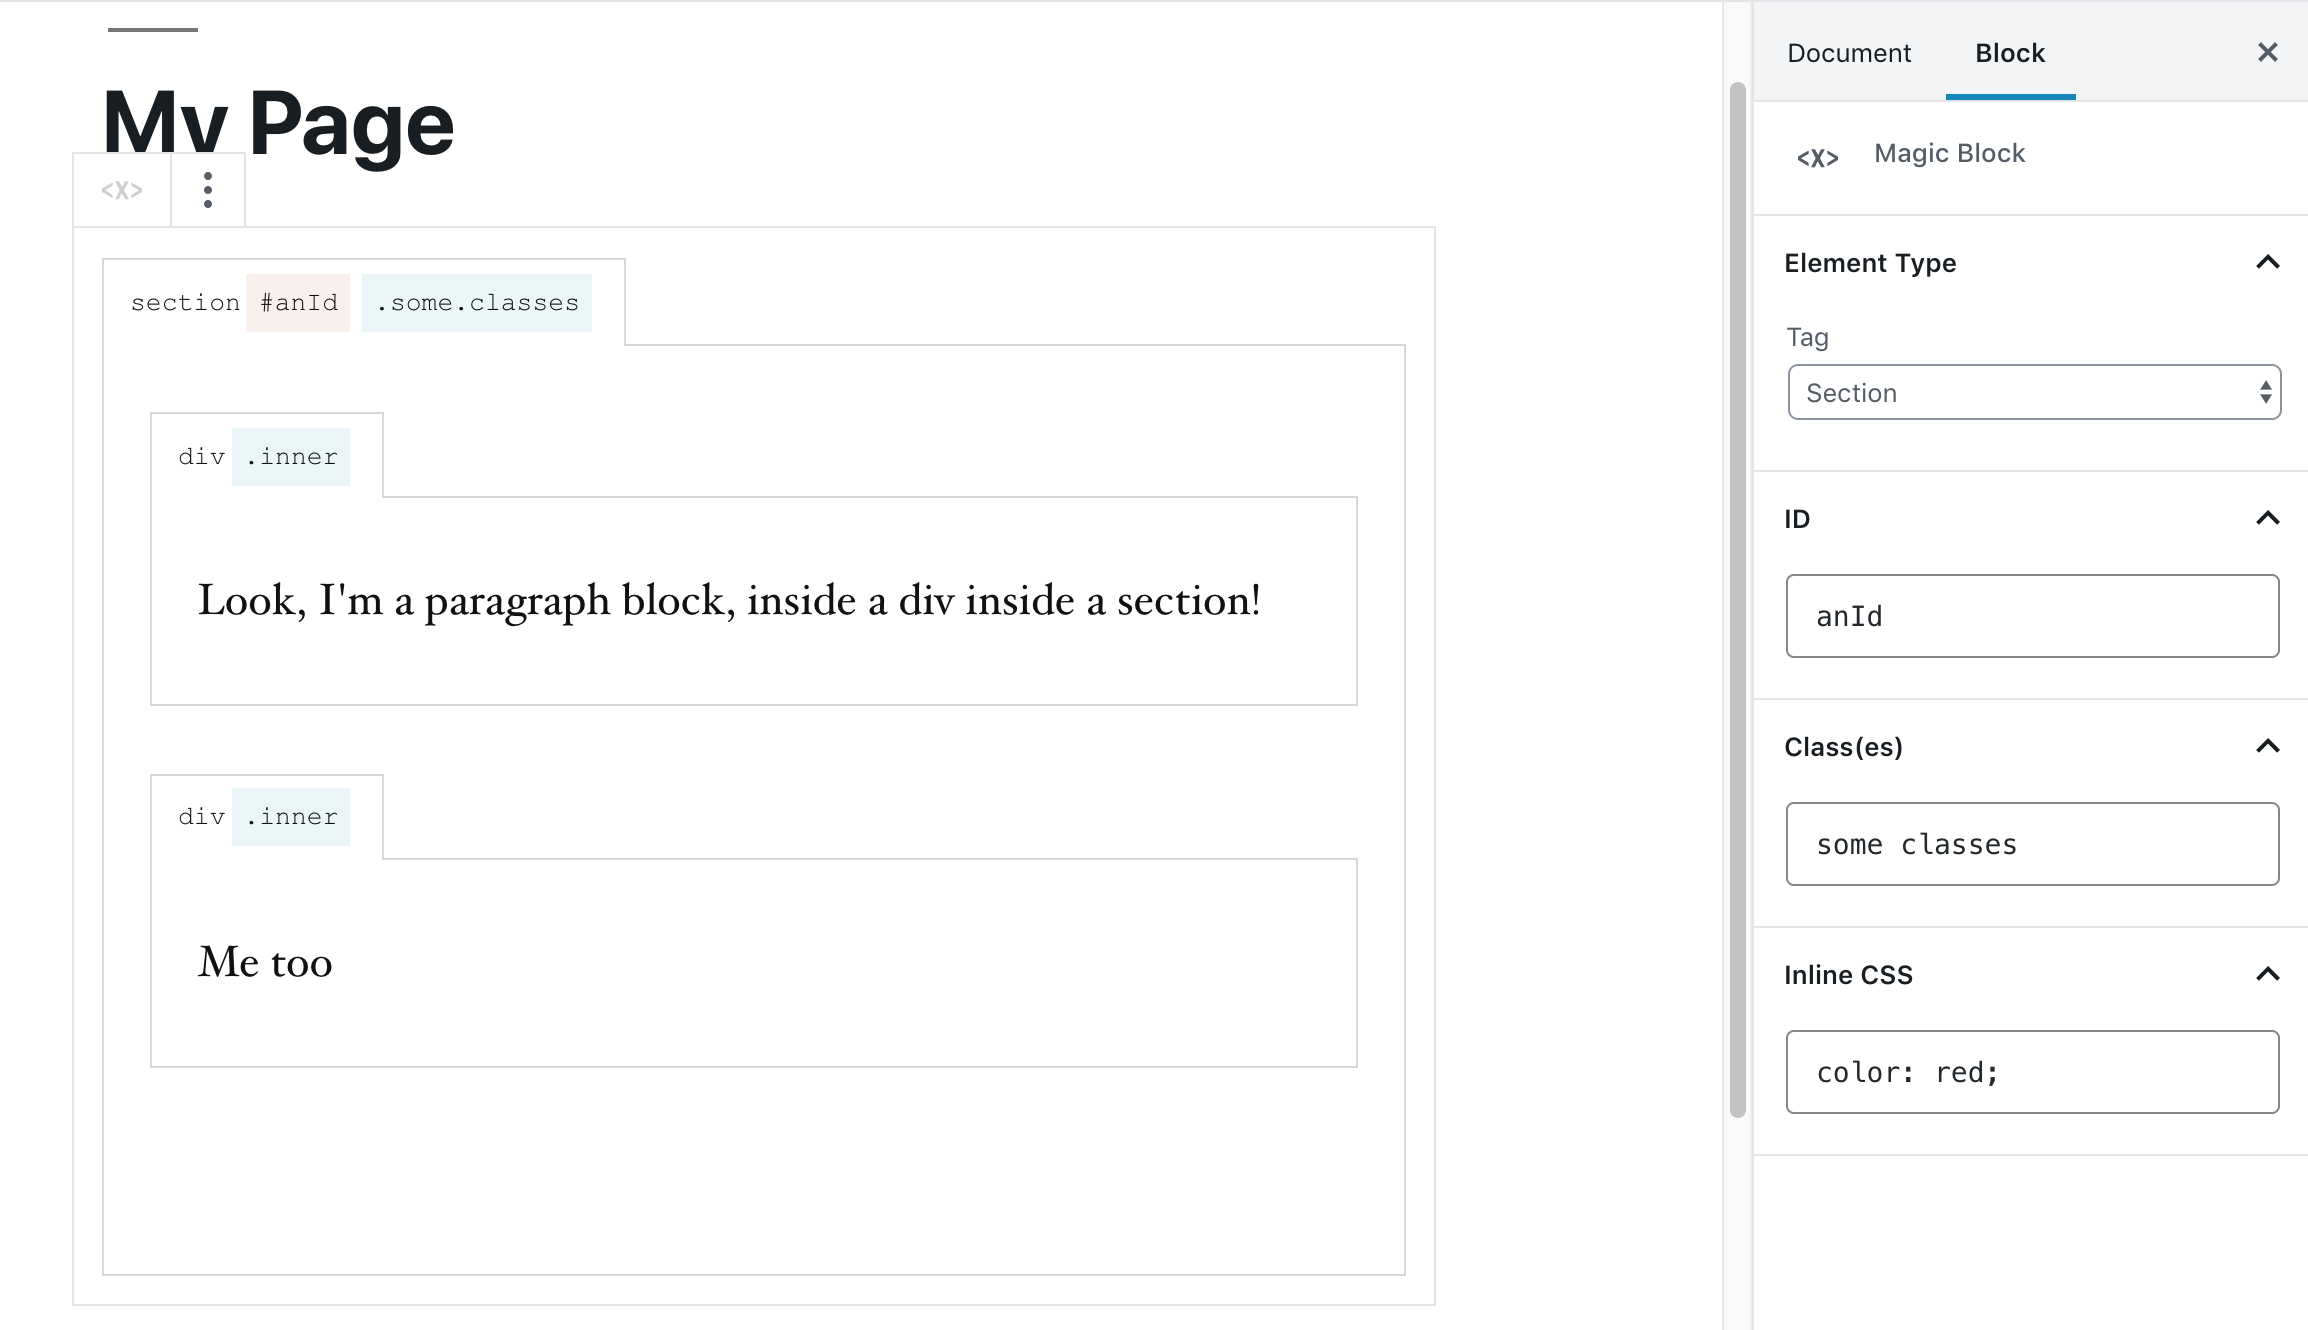 My Page
<X>
section #anId .some.classes
div .inner
Look, I'm a paragraph block, inside a div inside a section!
div .inner
Me too
Document Block
<X> Magic Block
Element Type
Tag
Section
ID
anId
Class(es)
some classes
Inline CSS
color: red;